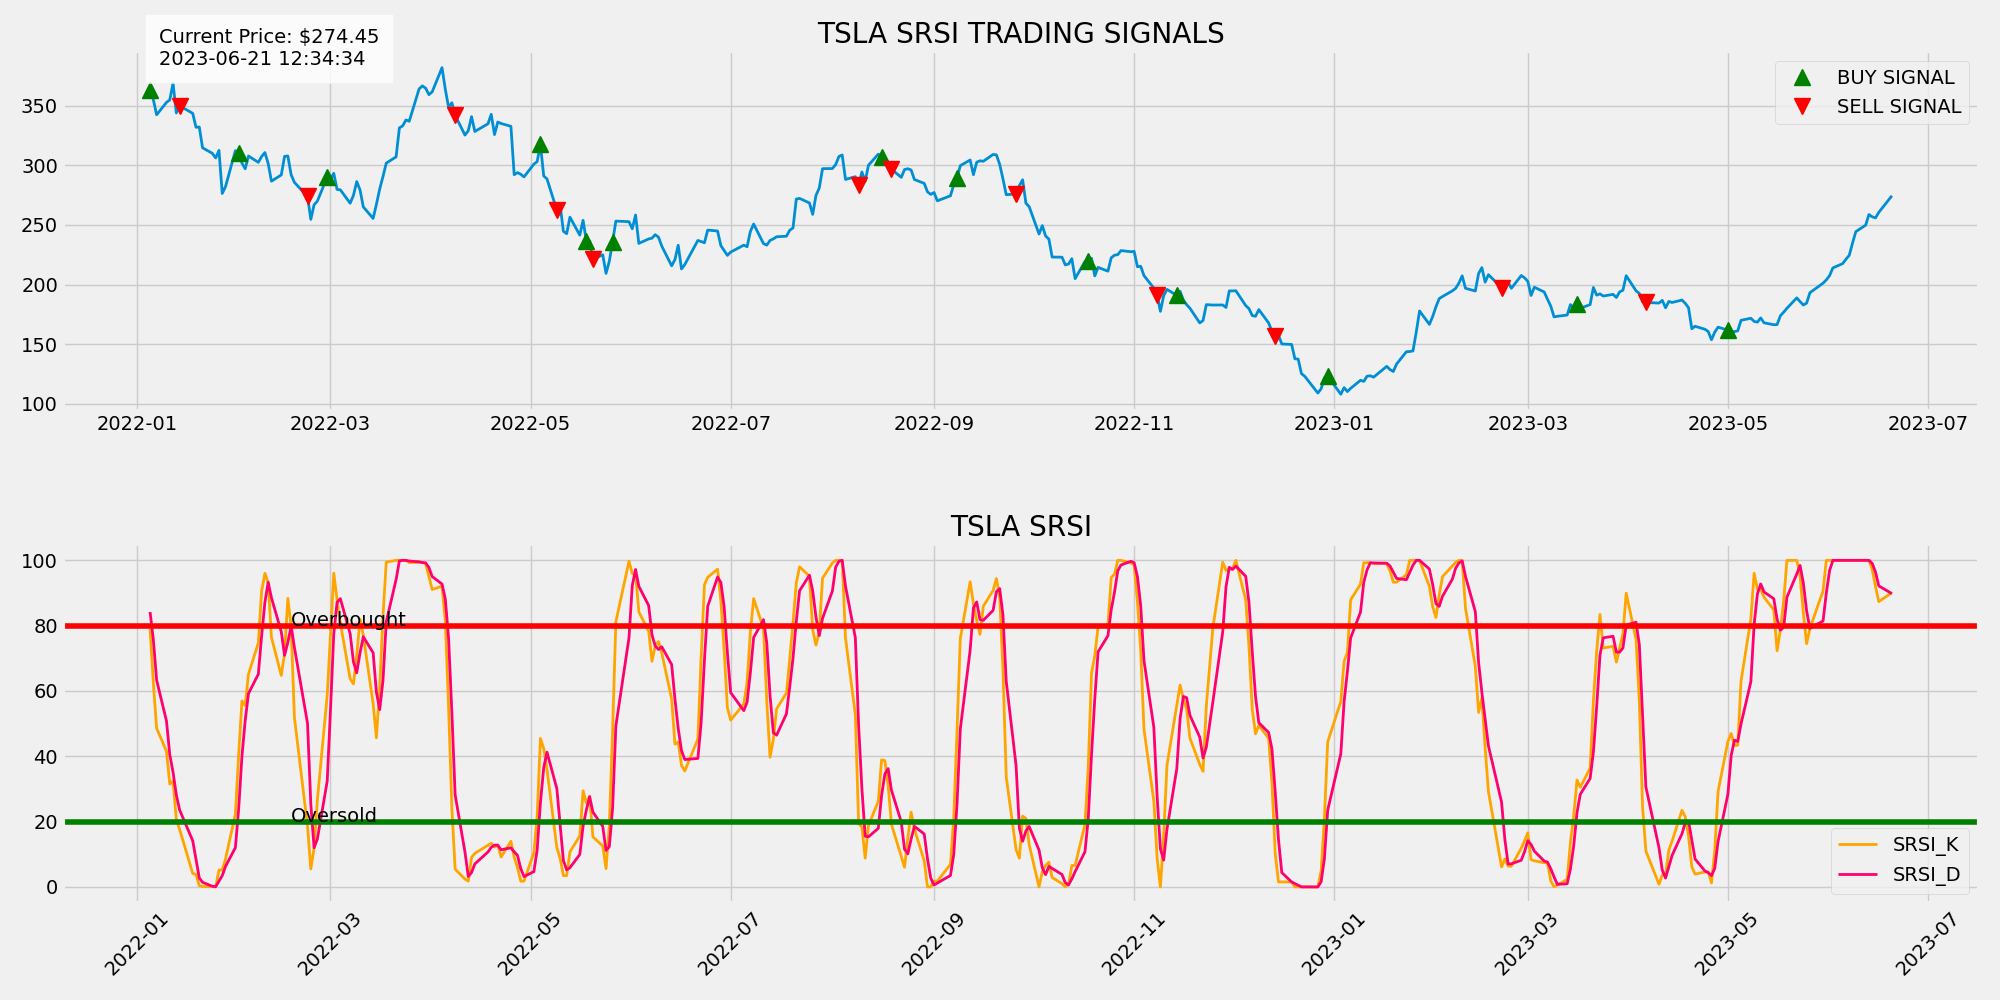 TSLA SRSI TRADING SIGNALS
Current Price: $274.45
2023-06-21 12:34:34
BUY SIGNAL
SELL SIGNAL
350
300
250
200
150
100
2022-01 2022-03 2022-05 2022-07 2022-09 2022-11 2023-01 2023-03 2023-05 2023-07
TSLA SRSI
100
80
60
40
20
0
Overbought
Oversold
SRSI_K
SRSI_D
2022-01 2022-03 2022-05 2022-07 2022-09 2022-11 2023-01 2023-03 2023-05 2023-07